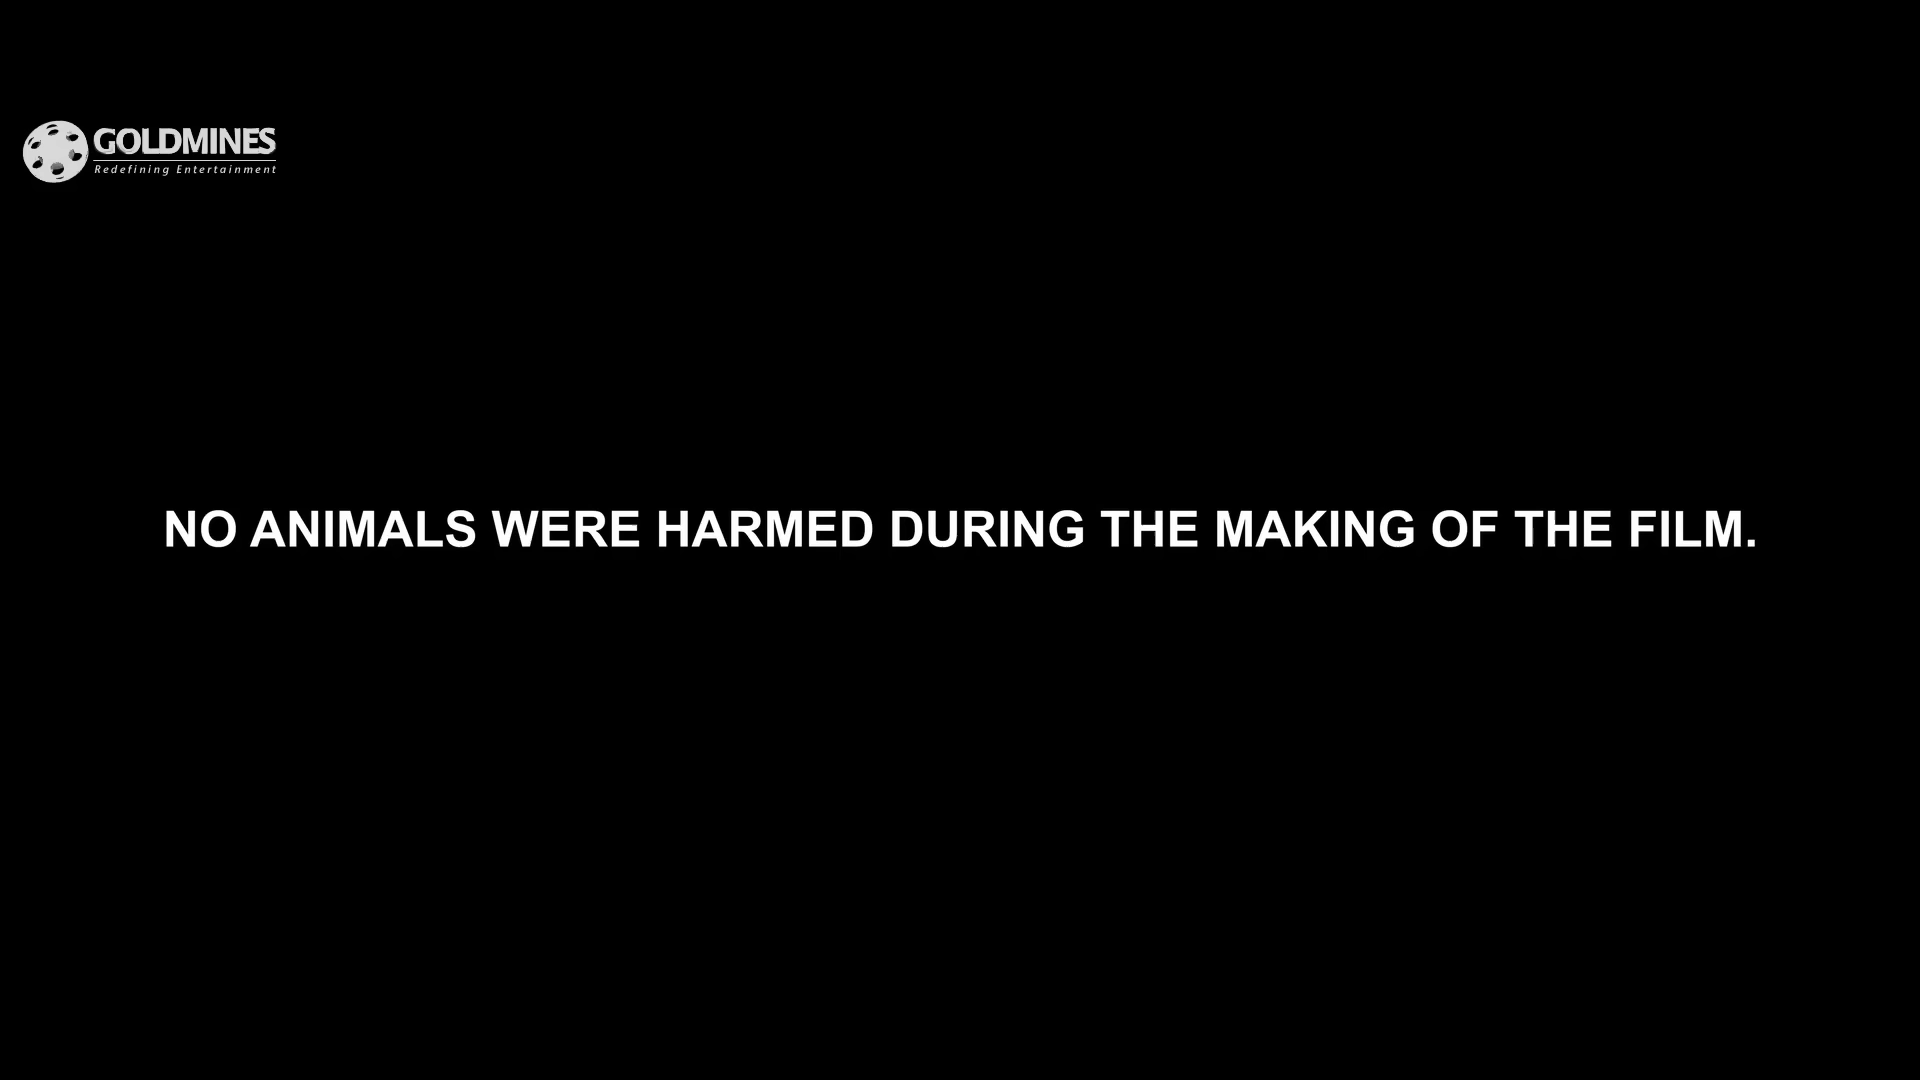 GOLDMINES
Redefining Entertainment
NO ANIMALS WERE HARMED DURING THE MAKING OF THE FILM.